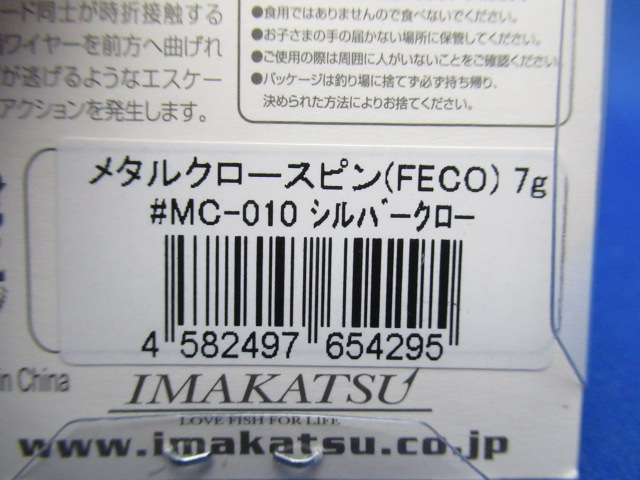 ード同士が時折接触する
ワイヤーを前方へ曲げれ
が逃げるようなエスケー
アクションを発生します。
●食用ではありませんので食べないでください。
●お子さまの手の届かない場所に保管してください。
●ご使用の際は周囲に人がいないことをご確認ください。
●パッケージは釣り場に捨てず必ず持ち帰り、
決められた方法によりお捨てください。
メタルクロースピン(FECO) 7g
#MC-010 シルバークロー
4 582497 654295
in China
IMAKATSU
LOVE FISH FOR LIFE
www.imakatsu.co.jp